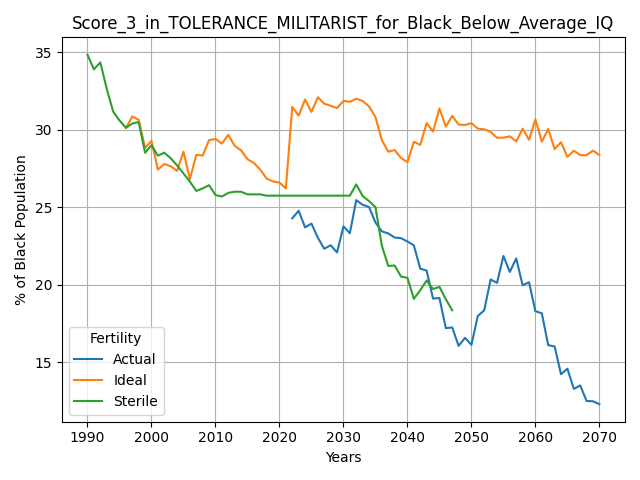 Score_3_in_TOLERANCE_MILITARIST_for_Black_Below_Average_IQ
% of Black Population
35
30
25
20
15
Fertility
Actual
Ideal
Sterile
1990 2000 2010 2020 2030 2040 2050 2060 2070
Years